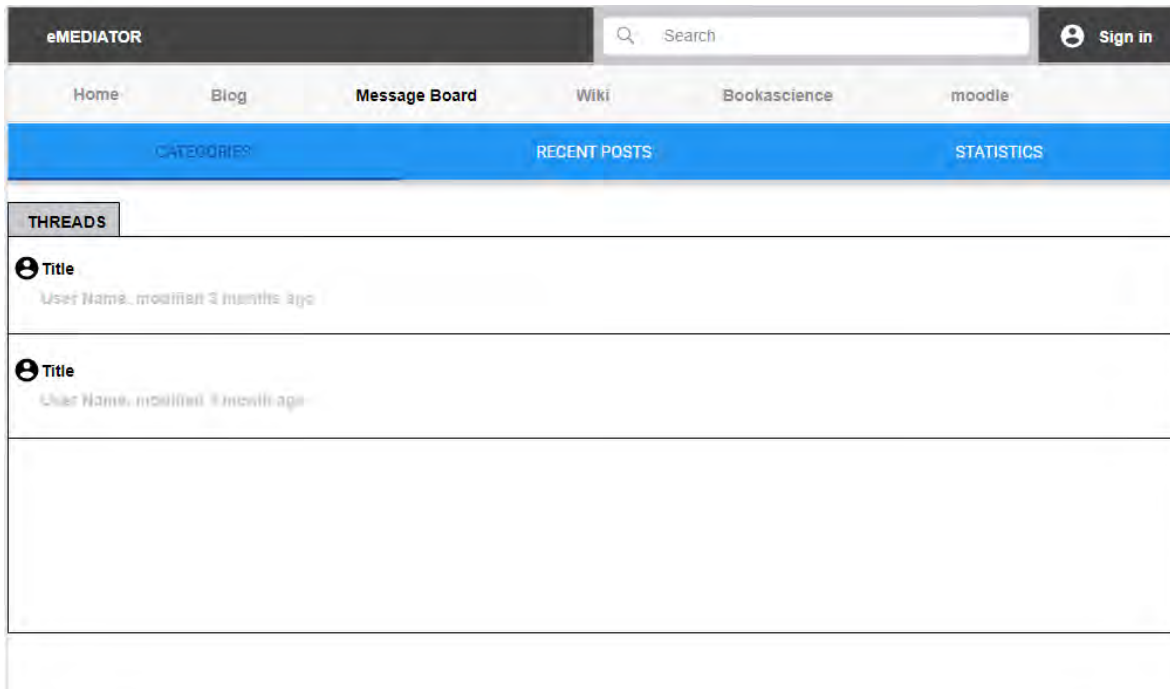 eMEDIATOR Search Sign in
Home Blog Message Board Wiki Bookascience moodle
CATEGORIES RECENT POSTS STATISTICS
THREADS
Title
User Name, modified 3 months ago
Title
User Name, modified 1 month ago